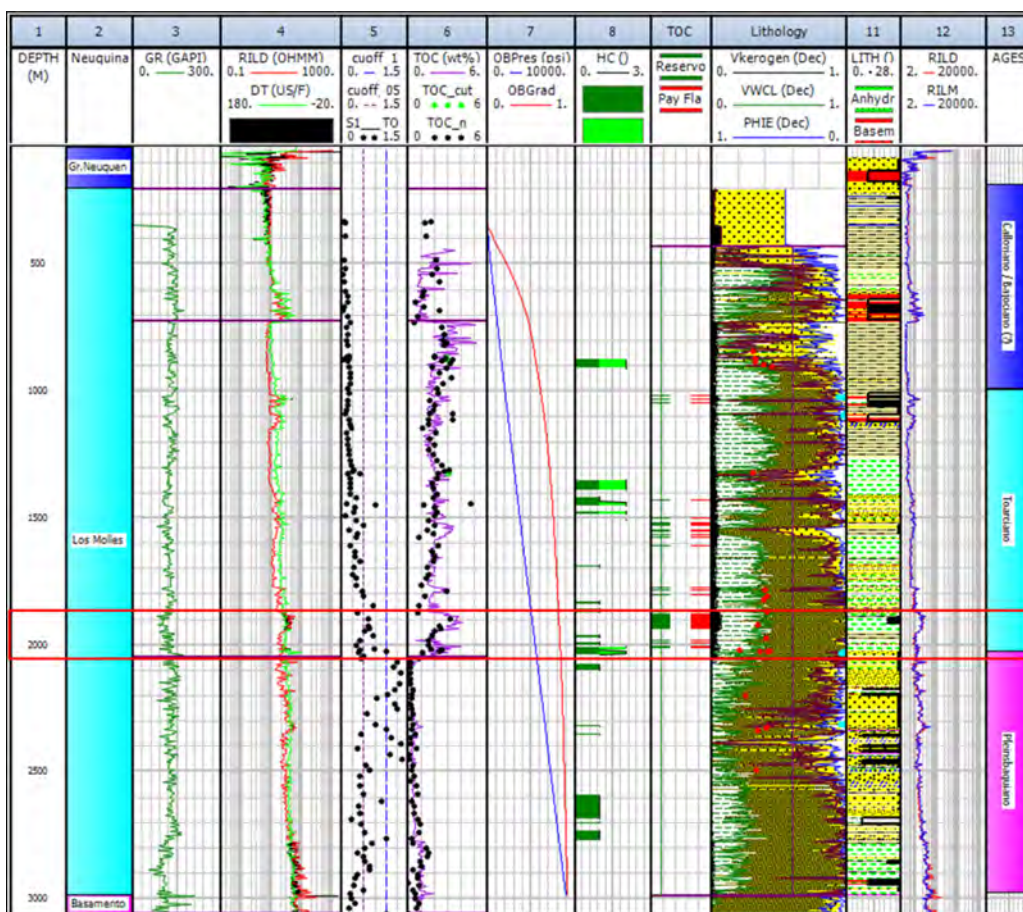 1 2 3 4 5 6 7 8 TOC Lithology 11 12 13
DEPTH (M) Neuquina GR (GAPI) RILD (OHMM) cuoff_1 TOC (wt%) OBPres (psi) HC () Reservo Vkerogen (Dec) LITH () RILD AGES
0. 300. 0.1 1000. 0. 1.5 0. 6. 0. 10000. 0. 3. 0. 1. 0. 28. 2. 20000.
DT (US/F) cuoff_05 TOC_cut OBGrad Pay Fla VWCL (Dec) Anhydr RILM
180. -20. 0. 1.5 0 6 0. 1. 0. 1. 2. 20000.
S1___TO TOC_n PHIE (Dec) Basem
0 1.5 0 6 1. 0.
Gr.Neuquen
500
Calloviano / Bajociano (?)
1000
Toarciano
1500
Los Molles
2000
Pleinsbaquiano
2500
3000
Basamento